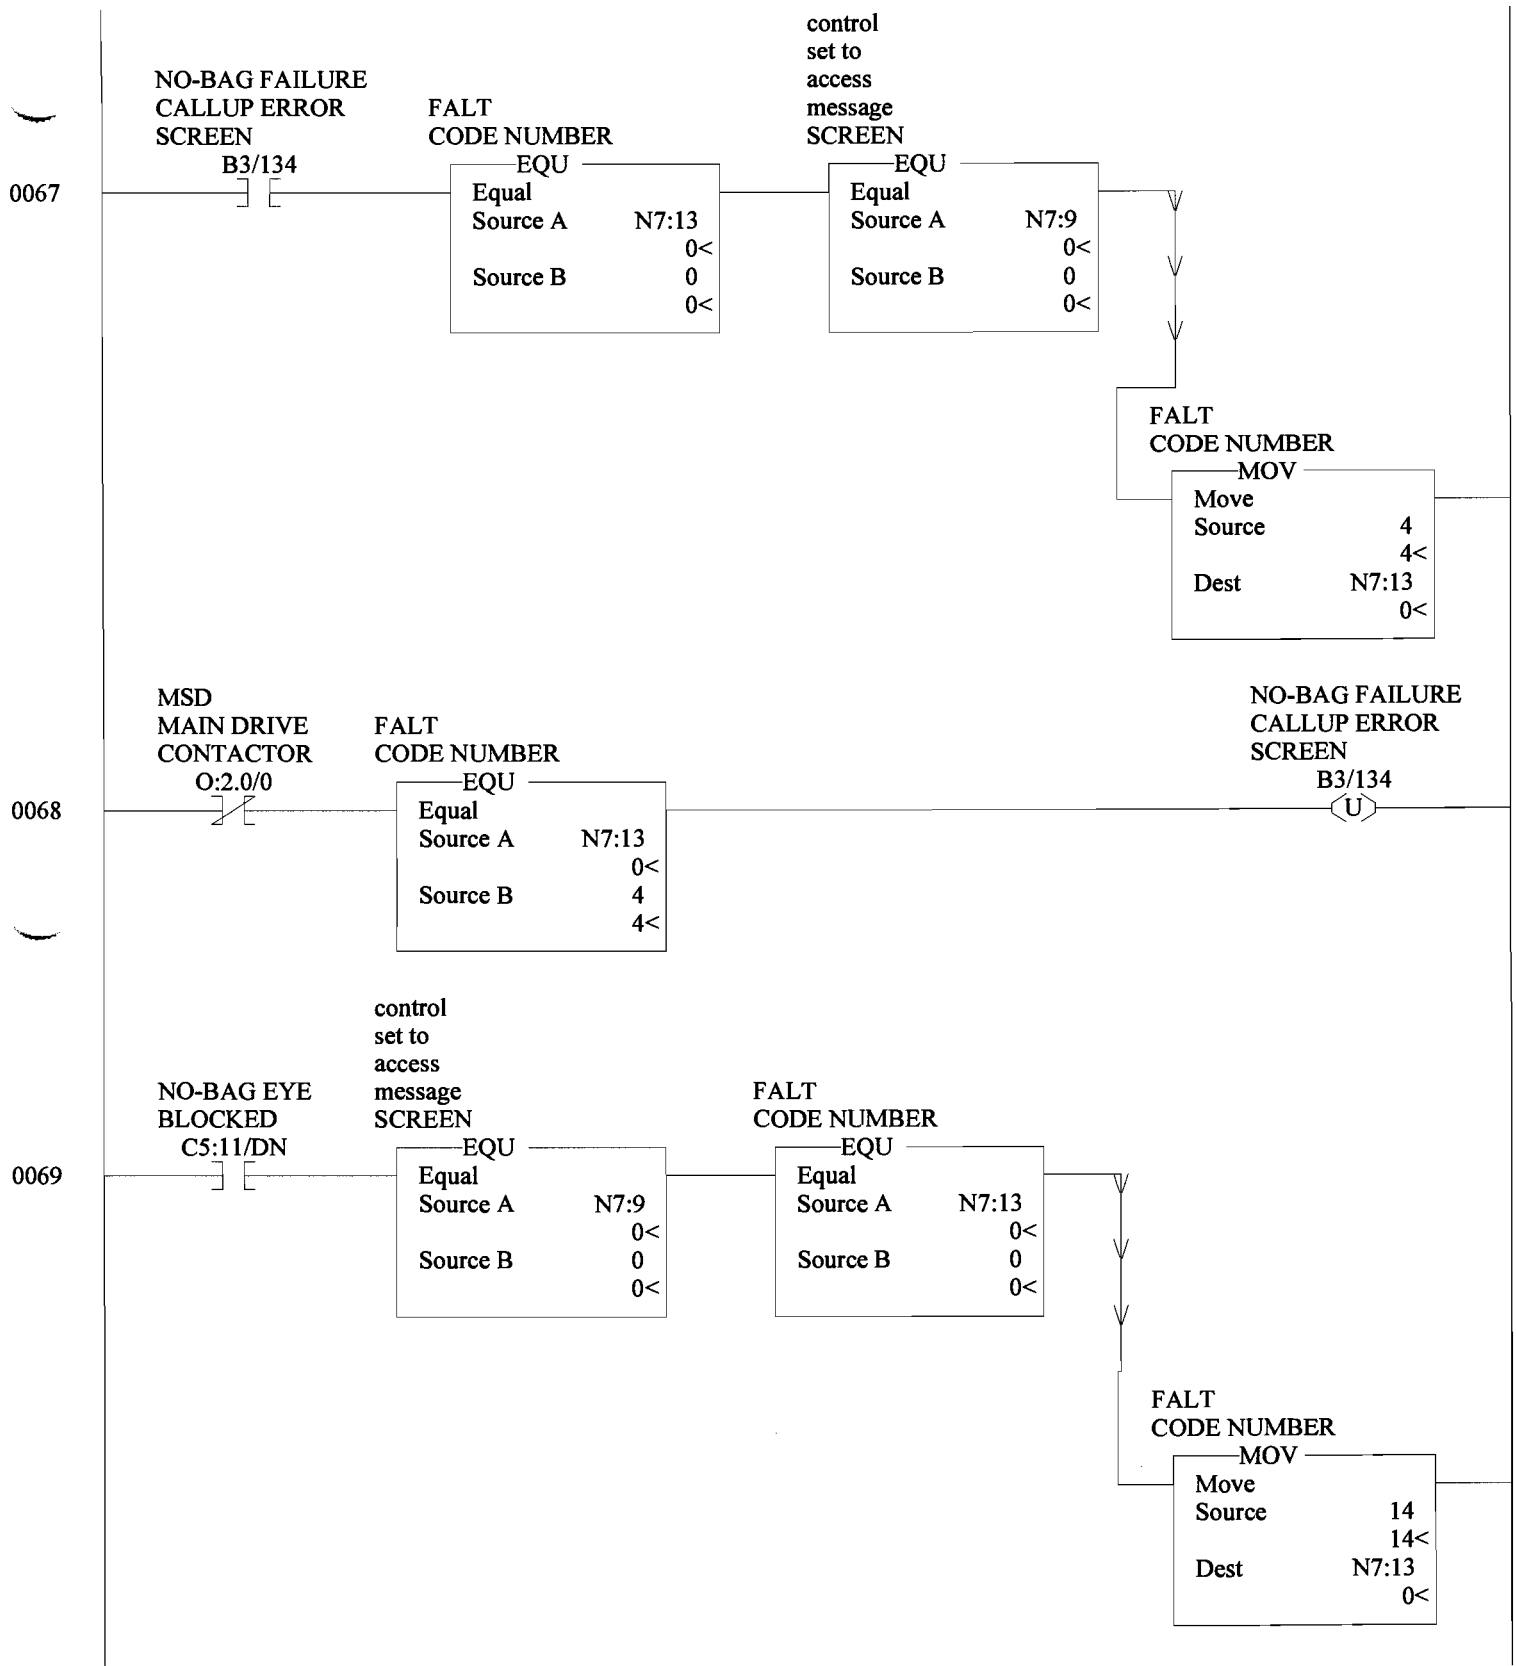 control
set to
access
message
SCREEN
NO-BAG FAILURE
CALLUP ERROR
SCREEN
B3/134
FALT
CODE NUMBER
EQU
EQU
0067
Equal
Source A N7:13
0<
Source B 0
0<
Equal
Source A N7:9
0<
Source B 0
0<
FALT
CODE NUMBER
MOV
Move
Source 4
4<
Dest N7:13
0<
MSD
MAIN DRIVE
CONTACTOR
O:2.0/0
FALT
CODE NUMBER
EQU
NO-BAG FAILURE
CALLUP ERROR
SCREEN
B3/134
U
0068
Equal
Source A N7:13
0<
Source B 4
4<
control
set to
access
message
SCREEN
NO-BAG EYE
BLOCKED
C5:11/DN
EQU
FALT
CODE NUMBER
EQU
0069
Equal
Source A N7:9
0<
Source B 0
0<
Equal
Source A N7:13
0<
Source B 0
0<
FALT
CODE NUMBER
MOV
Move
Source 14
14<
Dest N7:13
0<